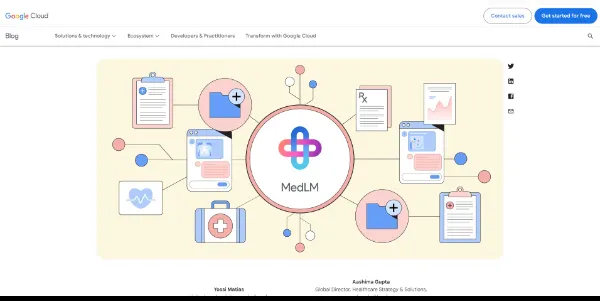 Google Cloud
Contact sales
Get started for free
Blog
Solutions & technology
Ecosystem
Developers & Practitioners
Transform with Google Cloud
Rx
MedLM
Yossi Matias
Aashima Gupta
Global Director, Healthcare Strategy & Solutions,